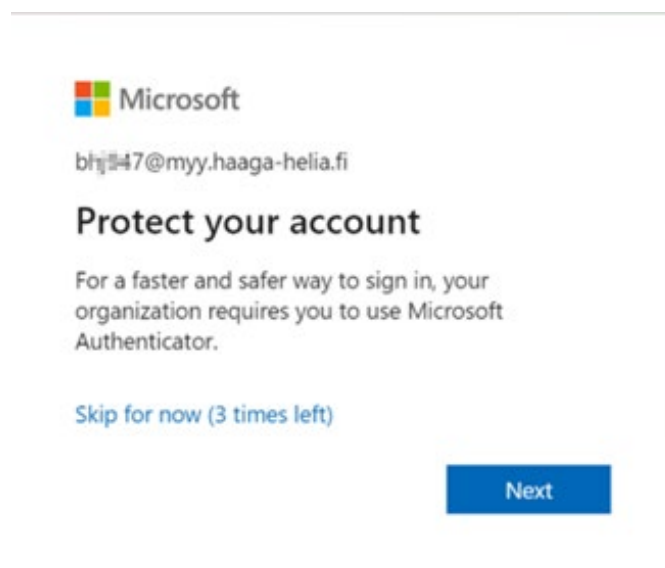 Microsoft
Protect your account
For a faster and safer way to sign in, your
organization requires you to use Microsoft
Authenticator.
Skip for now (3 times left)
Next